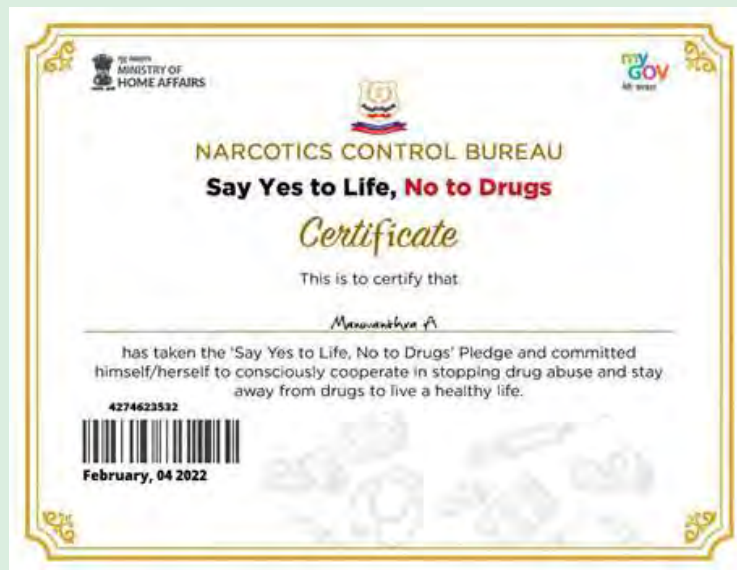 MINISTRY OF
HOME AFFAIRS
my
GOV
मेरी सरकार
NARCOTICS CONTROL BUREAU
Say Yes to Life, No to Drugs
Certificate
This is to certify that
has taken the 'Say Yes to Life, No to Drugs' Pledge and committed
himself/herself to consciously cooperate in stopping drug abuse and stay
away from drugs to live a healthy life.
4274623532
February, 04 2022